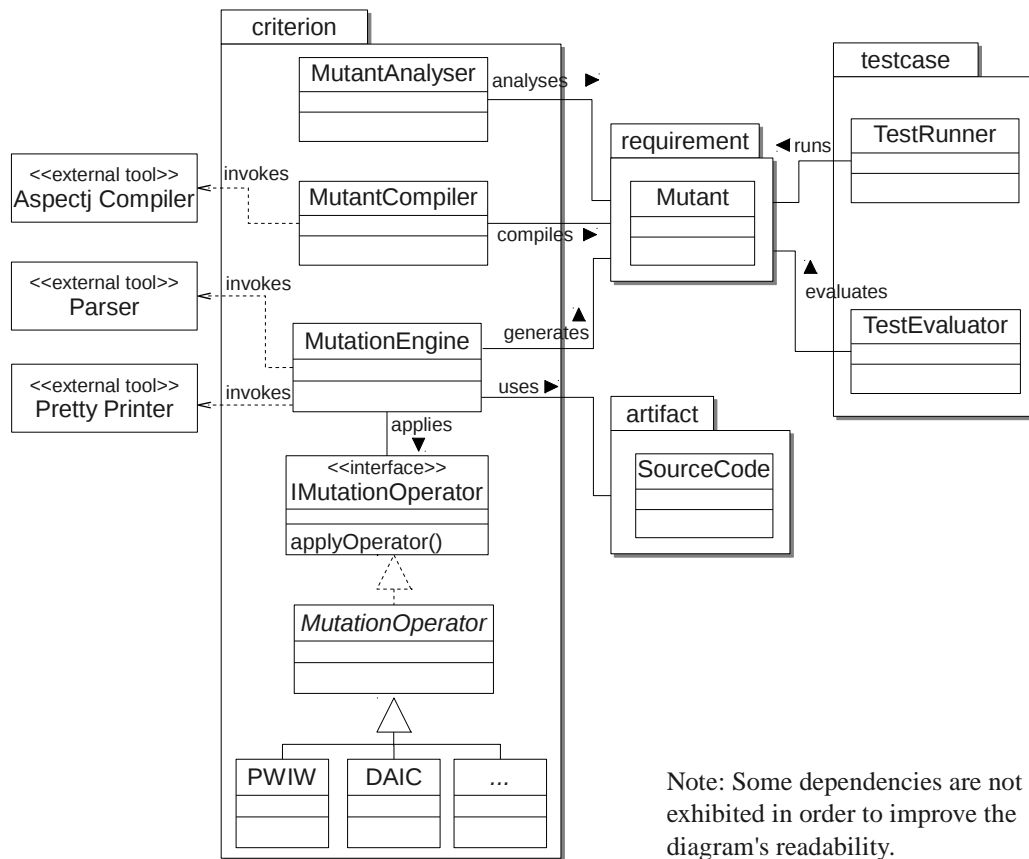 criterion
MutantAnalyser
analyses
testcase
TestRunner
runs
requirement
Mutant
<<external tool>>
Aspectj Compiler
invokes
MutantCompiler
compiles
<<external tool>>
Parser
invokes
MutationEngine
generates
evaluates
TestEvaluator
<<external tool>>
Pretty Printer
invokes
uses
artifact
SourceCode
applies
<<interface>>
IMutationOperator
applyOperator()
MutationOperator
PWIW
DAIC
...
Note: Some dependencies are not
exhibited in order to improve the
diagram's readability.